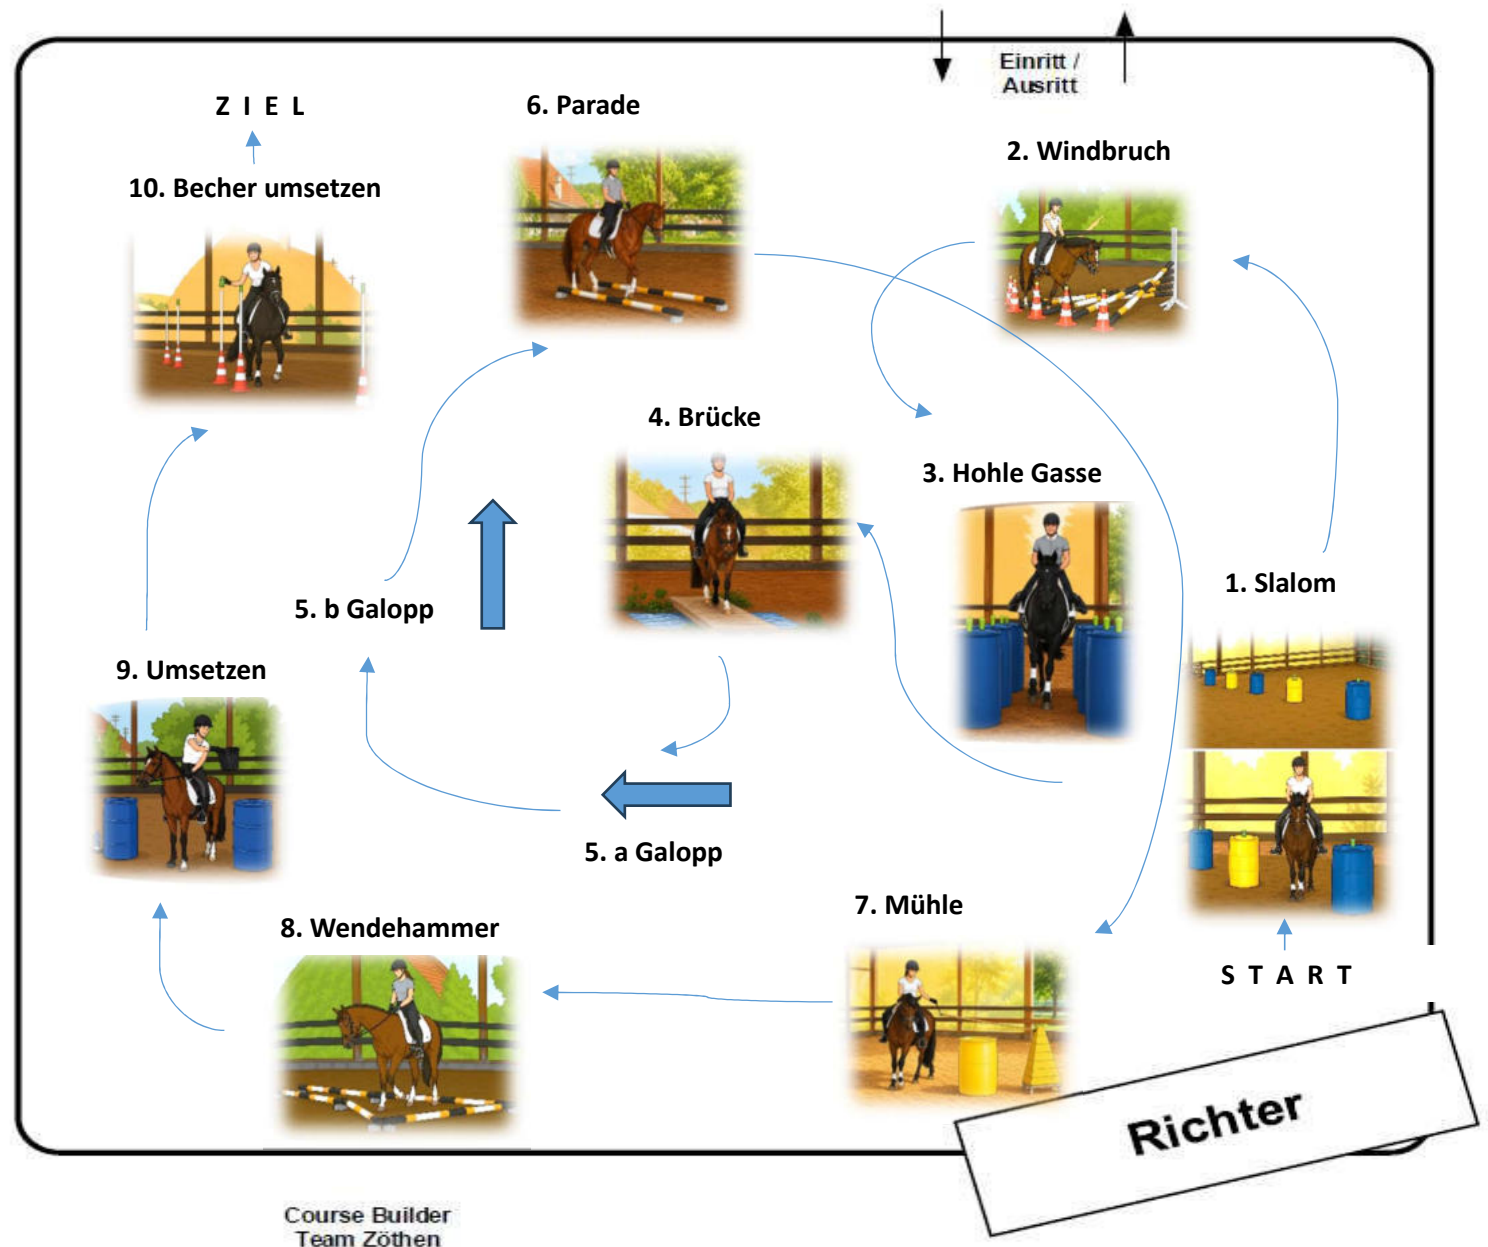 Einritt /
Ausritt
Z I E L
6. Parade
2. Windbruch
10. Becher umsetzen
4. Brücke
3. Hohle Gasse
1. Slalom
5. b Galopp
9. Umsetzen
5. a Galopp
7. Mühle
8. Wendehammer
S T A R T
Richter
Course Builder
Team Zöthen